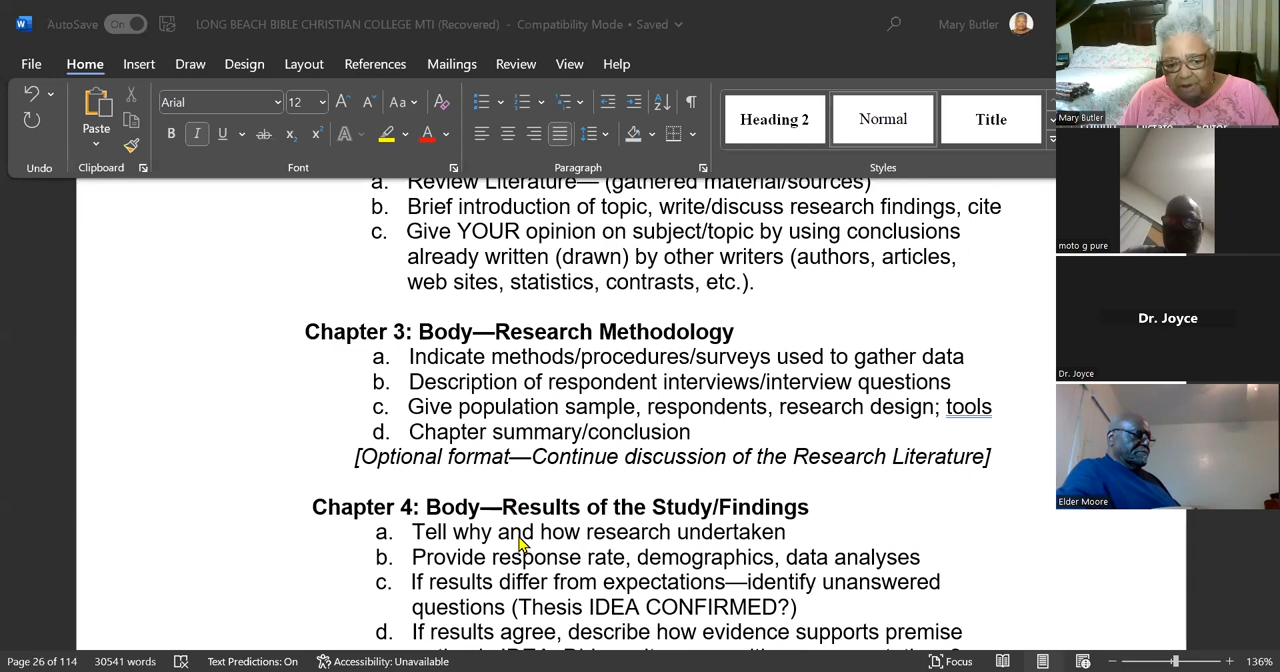 AutoSave On LONG BEACH BIBLE CHRISTIAN COLLEGE MTI (Recovered) - Compatibility Mode • Saved Mary Butler
File Home Insert Draw Design Layout References Mailings Review View Help
Paste
Arial 12 Aa
B I U ab x₂ x² A A
Heading 2 Normal Title
Undo Clipboard Font Paragraph Styles
a. Review Literature— (gathered material/sources)
b. Brief introduction of topic, write/discuss research findings, cite
c. Give YOUR opinion on subject/topic by using conclusions
already written (drawn) by other writers (authors, articles,
web sites, statistics, contrasts, etc.).
Chapter 3: Body—Research Methodology
a. Indicate methods/procedures/surveys used to gather data
b. Description of respondent interviews/interview questions
c. Give population sample, respondents, research design; tools
d. Chapter summary/conclusion
[Optional format—Continue discussion of the Research Literature]
Chapter 4: Body—Results of the Study/Findings
a. Tell why and how research undertaken
b. Provide response rate, demographics, data analyses
c. If results differ from expectations—identify unanswered
questions (Thesis IDEA CONFIRMED?)
d. If results agree, describe how evidence supports premise
Page 26 of 114 30541 words Text Predictions: On Accessibility: Unavailable Focus 136%
Mary Butler
moto g pure
Dr. Joyce
Dr. Joyce
Elder Moore